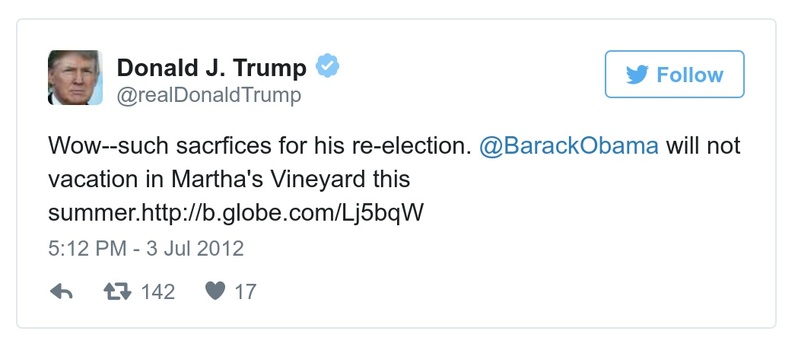 Donald J. Trump
@realDonaldTrump
Follow
Wow--such sacrfices for his re-election. @BarackObama will not
vacation in Martha's Vineyard this
summer.http://b.globe.com/Lj5bqW
5:12 PM - 3 Jul 2012
142 17